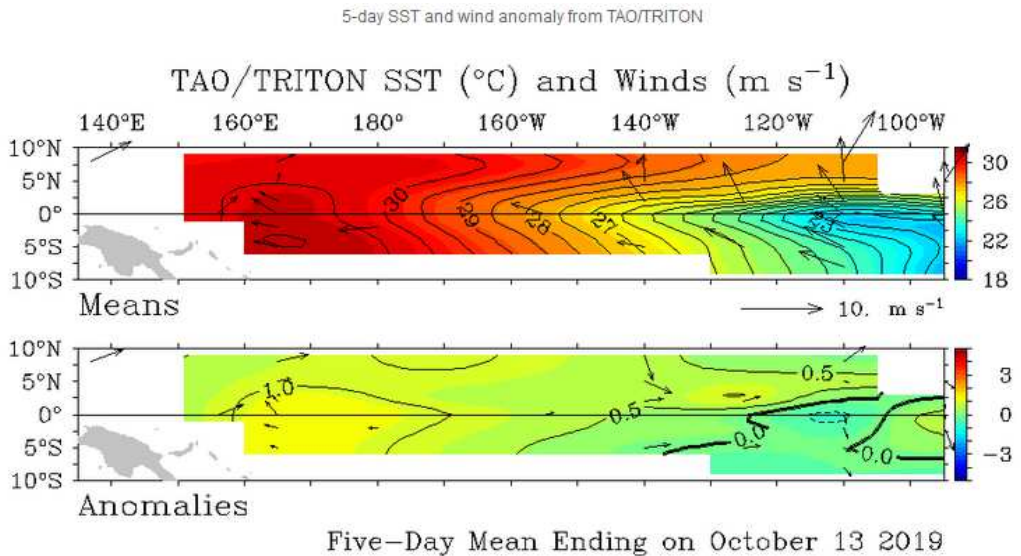 5-day SST and wind anomaly from TAO/TRITON
TAO/TRITON SST (°C) and Winds (m s⁻¹)
140°E 160°E 180° 160°W 140°W 120°W 100°W
10°N
5°N
0°
5°S
10°S
30 29 28 27
30
26
22
18
Means
10. m s⁻¹
10°N
5°N
0°
5°S
10°S
1.0 0.5 0.5 0.0 0.0
3
0
−3
Anomalies
Five−Day Mean Ending on October 13 2019